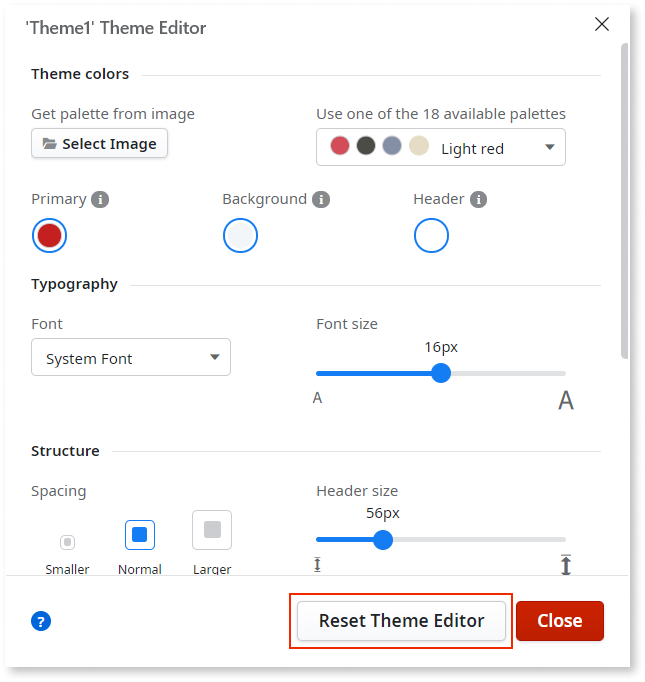 'Theme1' Theme Editor
Theme colors
Get palette from image
Use one of the 18 available palettes
Select Image
Light red
Primary
Background
Header
Typography
Font
Font size
16px
System Font
A
A
Structure
Spacing
Header size
56px
Smaller
Normal
Larger
?
Reset Theme Editor
Close